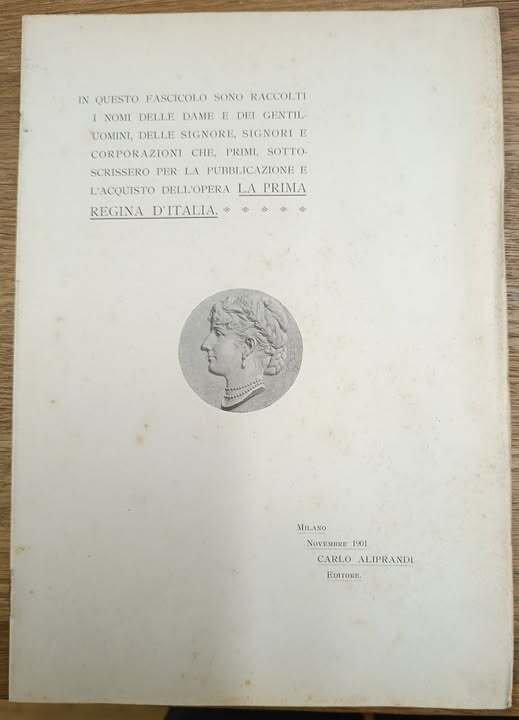 IN QUESTO FASCICOLO SONO RACCOLTI
I NOMI DELLE DAME E DEI GENTIL-
UOMINI, DELLE SIGNORE, SIGNORI E
CORPORAZIONI CHE, PRIMI, SOTTO-
SCRISSERO PER LA PUBBLICAZIONE E
L'ACQUISTO DELL'OPERA LA PRIMA
REGINA D'ITALIA.
MILANO
NOVEMBRE 1901
CARLO ALIPRANDI
EDITORE.